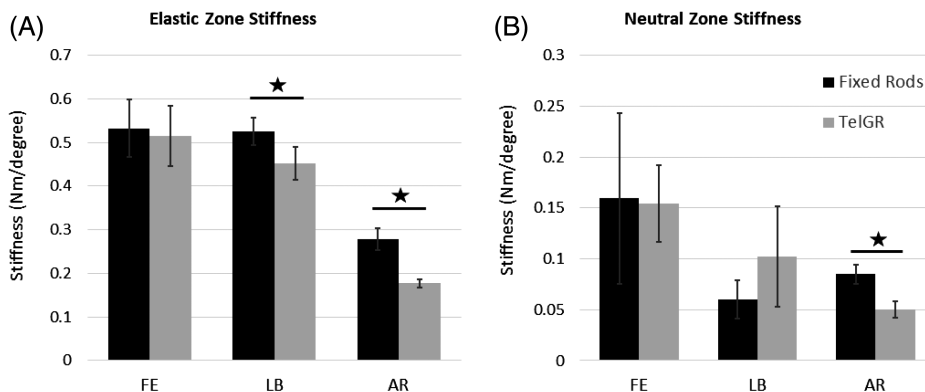 (A)
Elastic Zone Stiffness
Stiffness (Nm/degree)
0.7
0.6
0.5
0.4
0.3
0.2
0.1
0
FE LB AR
(B)
Neutral Zone Stiffness
Stiffness (Nm/degree)
0.3
0.25
0.2
0.15
0.1
0.05
0
Fixed Rods
TelGR
FE LB AR